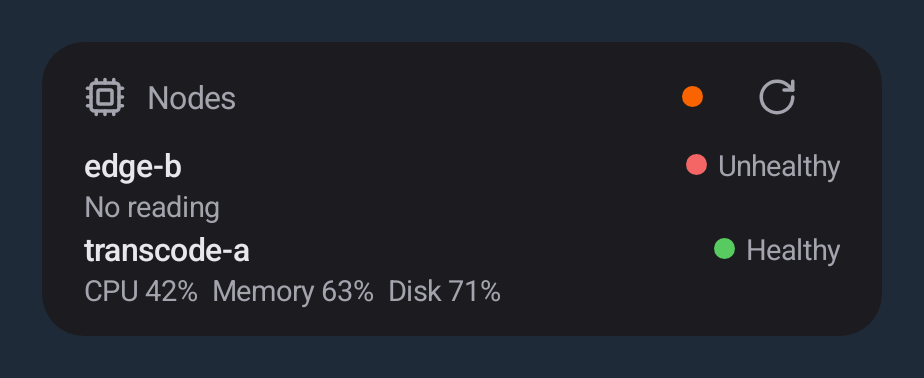 Nodes
edge-b Unhealthy
No reading
transcode-a Healthy
CPU 42% Memory 63% Disk 71%